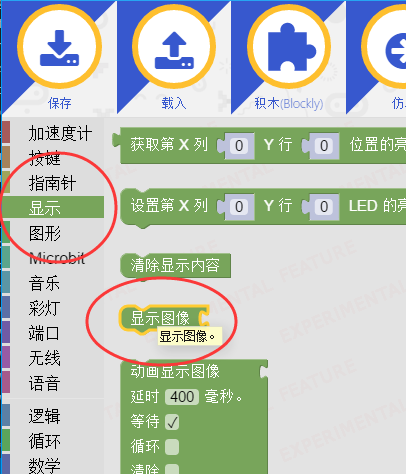 保存
载入
积木(Blockly)
仿
加速度计
按键
指南针
显示
图形
Microbit
音乐
彩灯
端口
无线
语音
逻辑
循环
数学
获取第 X 列 0 Y 行 0 位置的亮
设置第 X 列 0 Y 行 0 LED 的亮
清除显示内容
显示图像
显示图像。
动画显示图像
延时 400 毫秒。
等待
循环
清除
EXPERIMENTAL
FEATURE
EXPERIMENTAL
FEATURE